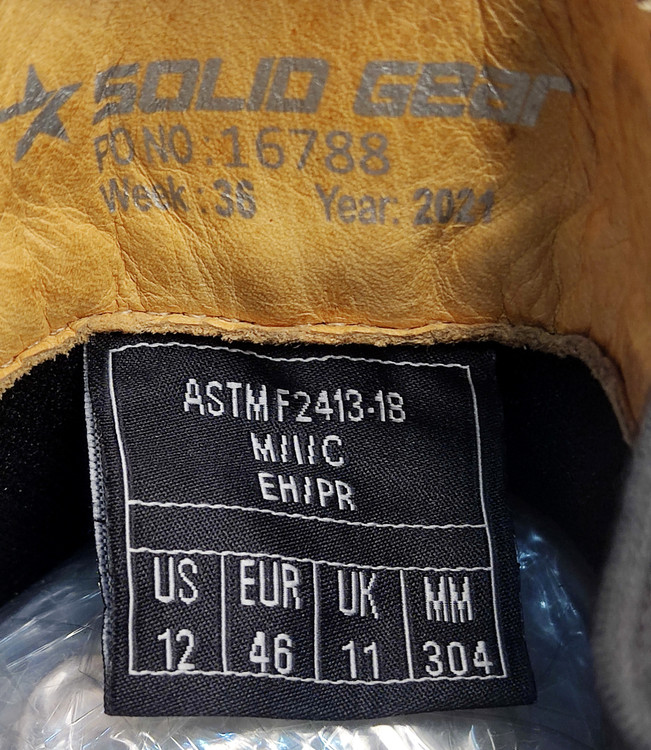 SOLID GEAR
PO NO:16788
Week:36 Year: 2021
ASTM F2413-18
M/I/C
EH/PR
US EUR UK MM
12 46 11 304